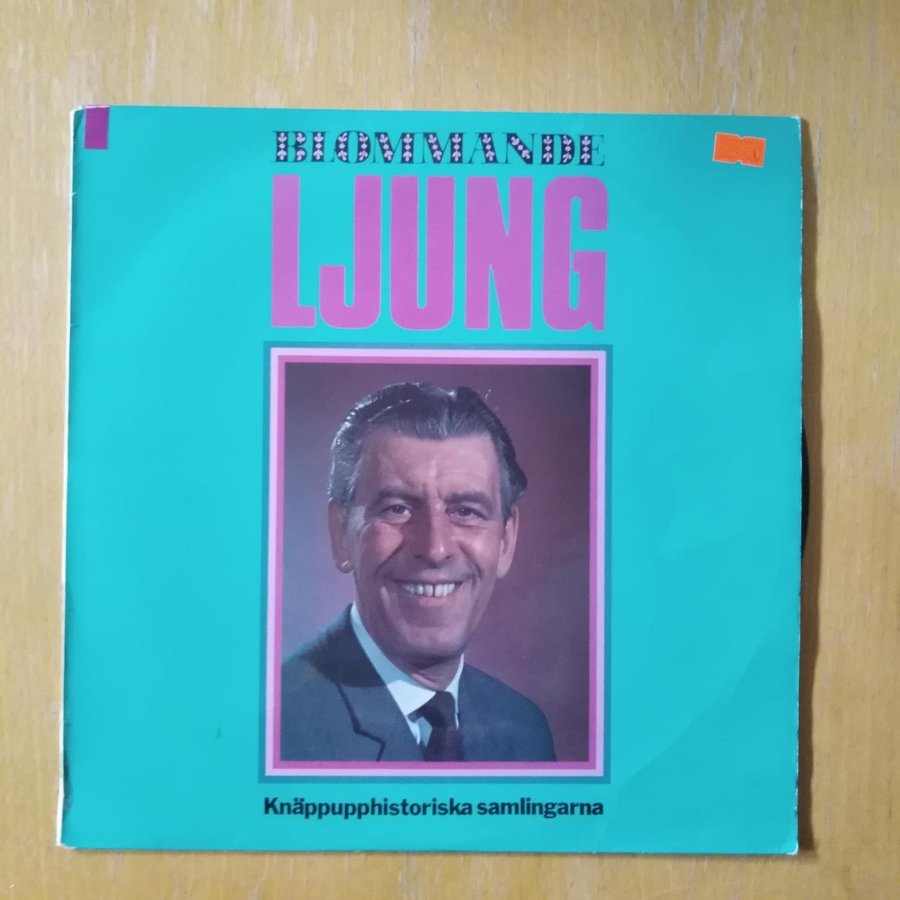 BLOMMANDE
LJUNG
Knäppupphistoriska samlingarna